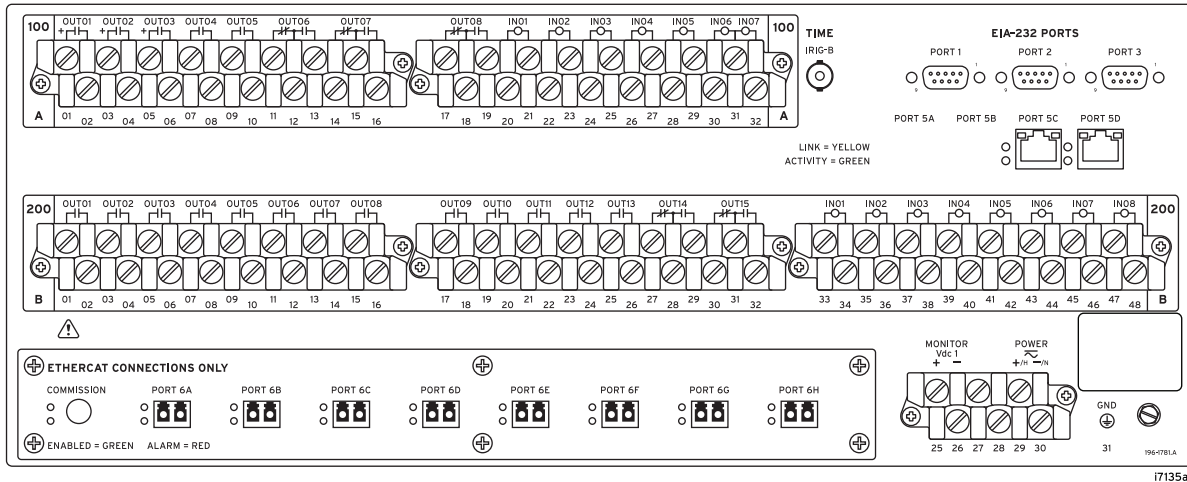 100 OUT01 OUT02 OUT03 OUT04 OUT05 OUT06 OUT07 OUT08 IN01 IN02 IN03 IN04 IN05 IN06 IN07 100
+ + +
A 01 02 03 04 05 06 07 08 09 10 11 12 13 14 15 16 17 18 19 20 21 22 23 24 25 26 27 28 29 30 31 32 A
TIME
IRIG-B
EIA-232 PORTS
PORT 1 PORT 2 PORT 3
1 1 1
9 9 9
PORT 5A PORT 5B PORT 5C PORT 5D
LINK = YELLOW
ACTIVITY = GREEN
200 OUT01 OUT02 OUT03 OUT04 OUT05 OUT06 OUT07 OUT08 OUT09 OUT10 OUT11 OUT12 OUT13 OUT14 OUT15 IN01 IN02 IN03 IN04 IN05 IN06 IN07 IN08 200
B 01 02 03 04 05 06 07 08 09 10 11 12 13 14 15 16 17 18 19 20 21 22 23 24 25 26 27 28 29 30 31 32 33 34 35 36 37 38 39 40 41 42 43 44 45 46 47 48 B
ETHERCAT CONNECTIONS ONLY
COMMISSION PORT 6A PORT 6B PORT 6C PORT 6D PORT 6E PORT 6F PORT 6G PORT 6H
ENABLED = GREEN ALARM = RED
MONITOR
Vdc 1
+ −
POWER
+/H −/N
25 26 27 28 29 30
GND
31
196-1781.A
i7135a